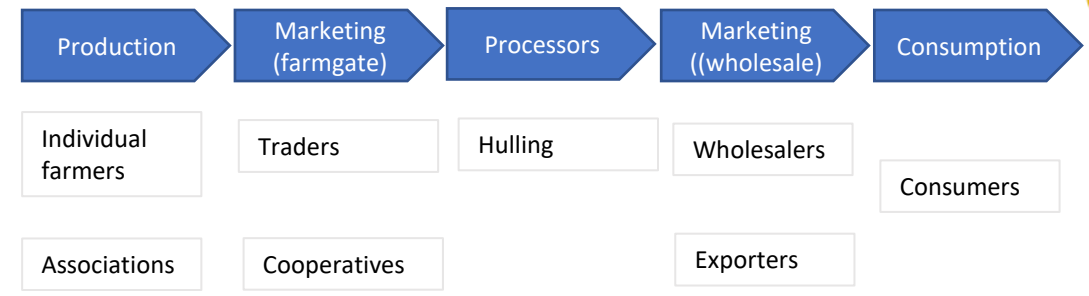 Production
Marketing
(farmgate)
Processors
Marketing
((wholesale)
Consumption
Individual
farmers
Traders
Hulling
Wholesalers
Consumers
Associations
Cooperatives
Exporters